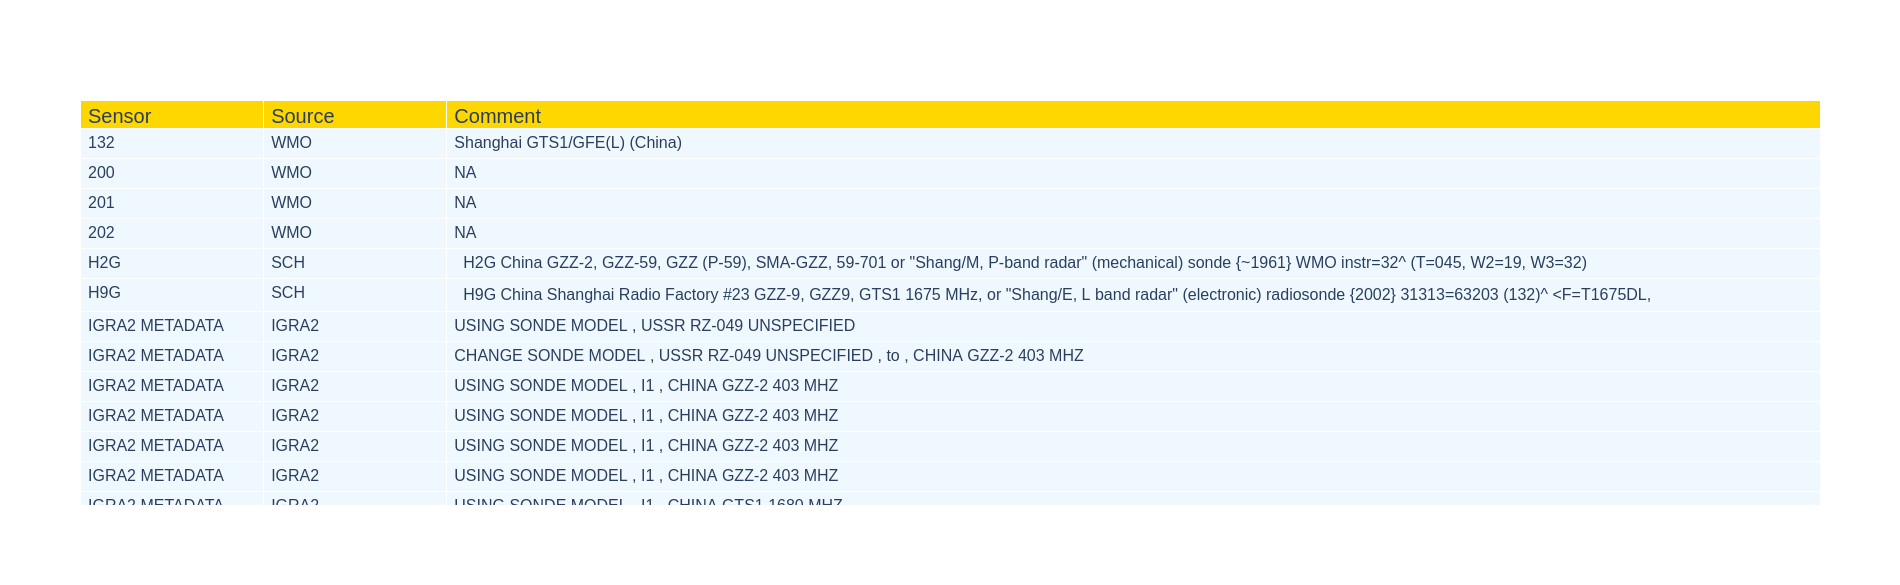 Sensor Source Comment
132 WMO Shanghai GTS1/GFE(L) (China)
200 WMO NA
201 WMO NA
202 WMO NA
H2G SCH H2G China GZZ-2, GZZ-59, GZZ (P-59), SMA-GZZ, 59-701 or "Shang/M, P-band radar" (mechanical) sonde {~1961} WMO instr=32^ (T=045, W2=19, W3=32)
H9G SCH H9G China Shanghai Radio Factory #23 GZZ-9, GZZ9, GTS1 1675 MHz, or "Shang/E, L band radar" (electronic) radiosonde {2002} 31313=63203 (132)^ <F=T1675DL,
IGRA2 METADATA IGRA2 USING SONDE MODEL , USSR RZ-049 UNSPECIFIED
IGRA2 METADATA IGRA2 CHANGE SONDE MODEL , USSR RZ-049 UNSPECIFIED , to , CHINA GZZ-2 403 MHZ
IGRA2 METADATA IGRA2 USING SONDE MODEL , I1 , CHINA GZZ-2 403 MHZ
IGRA2 METADATA IGRA2 USING SONDE MODEL , I1 , CHINA GZZ-2 403 MHZ
IGRA2 METADATA IGRA2 USING SONDE MODEL , I1 , CHINA GZZ-2 403 MHZ
IGRA2 METADATA IGRA2 USING SONDE MODEL , I1 , CHINA GZZ-2 403 MHZ
IGRA2 METADATA IGRA2 USING SONDE MODEL , I1 , CHINA GTS1 1680 MHZ